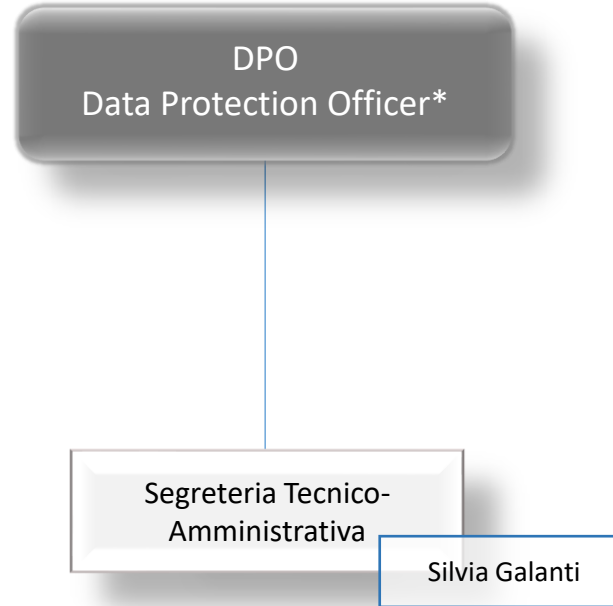 DPO
Data Protection Officer*
Segreteria Tecnico-
Amministrativa
Silvia Galanti